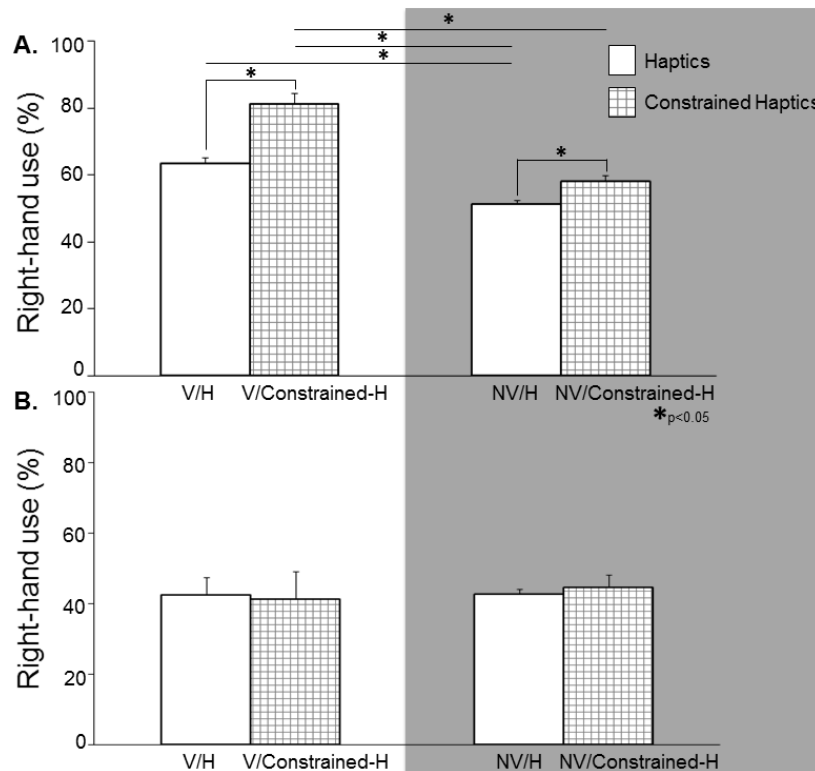 A.
*
*
*
*
*
Right-hand use (%)
100
80
60
40
20
0
Haptics
Constrained Haptics
V/H V/Constrained-H NV/H NV/Constrained-H
*p<0.05
B.
Right-hand use (%)
100
80
60
40
20
0
V/H V/Constrained-H NV/H NV/Constrained-H